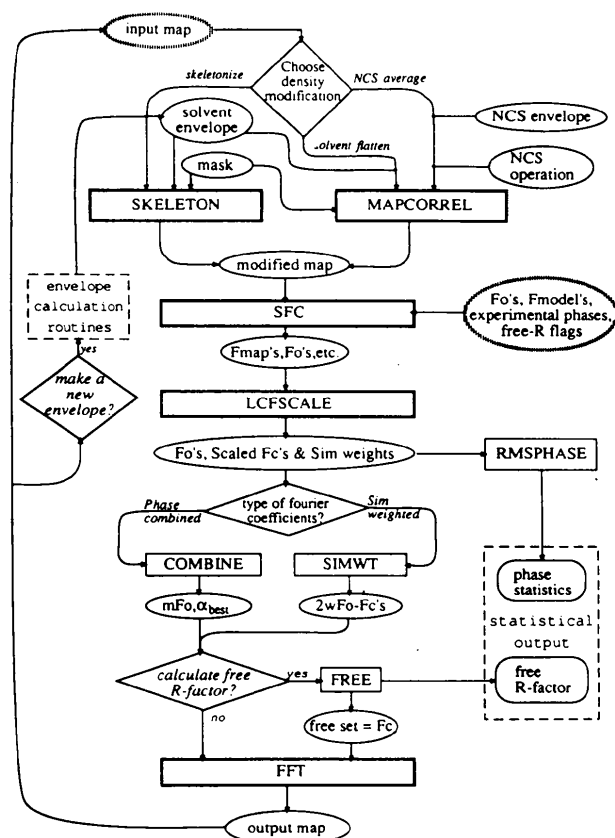 input map
Choose
density
modification
skeletonize
NCS average
solvent
envelope
NCS envelope
solvent flatten
mask
NCS
operation
SKELETON
MAPCORREL
modified map
envelope
calculation
routines
SFC
Fo's, Fmodel's,
experimental phases,
free-R flags
Fmap's,Fo's,etc.
yes
make a
new
envelope?
LCFSCALE
Fo's, Scaled Fc's & Sim weights
RMSPHASE
Phase
combined
type of fourier
coefficients?
Sim
weighted
COMBINE
SIMWT
phase
statistics
mFo,αbest
2wFo-Fc's
statistical
output
calculate free
R-factor?
yes
FREE
free
R-factor
no
free set = Fc
FFT
output map